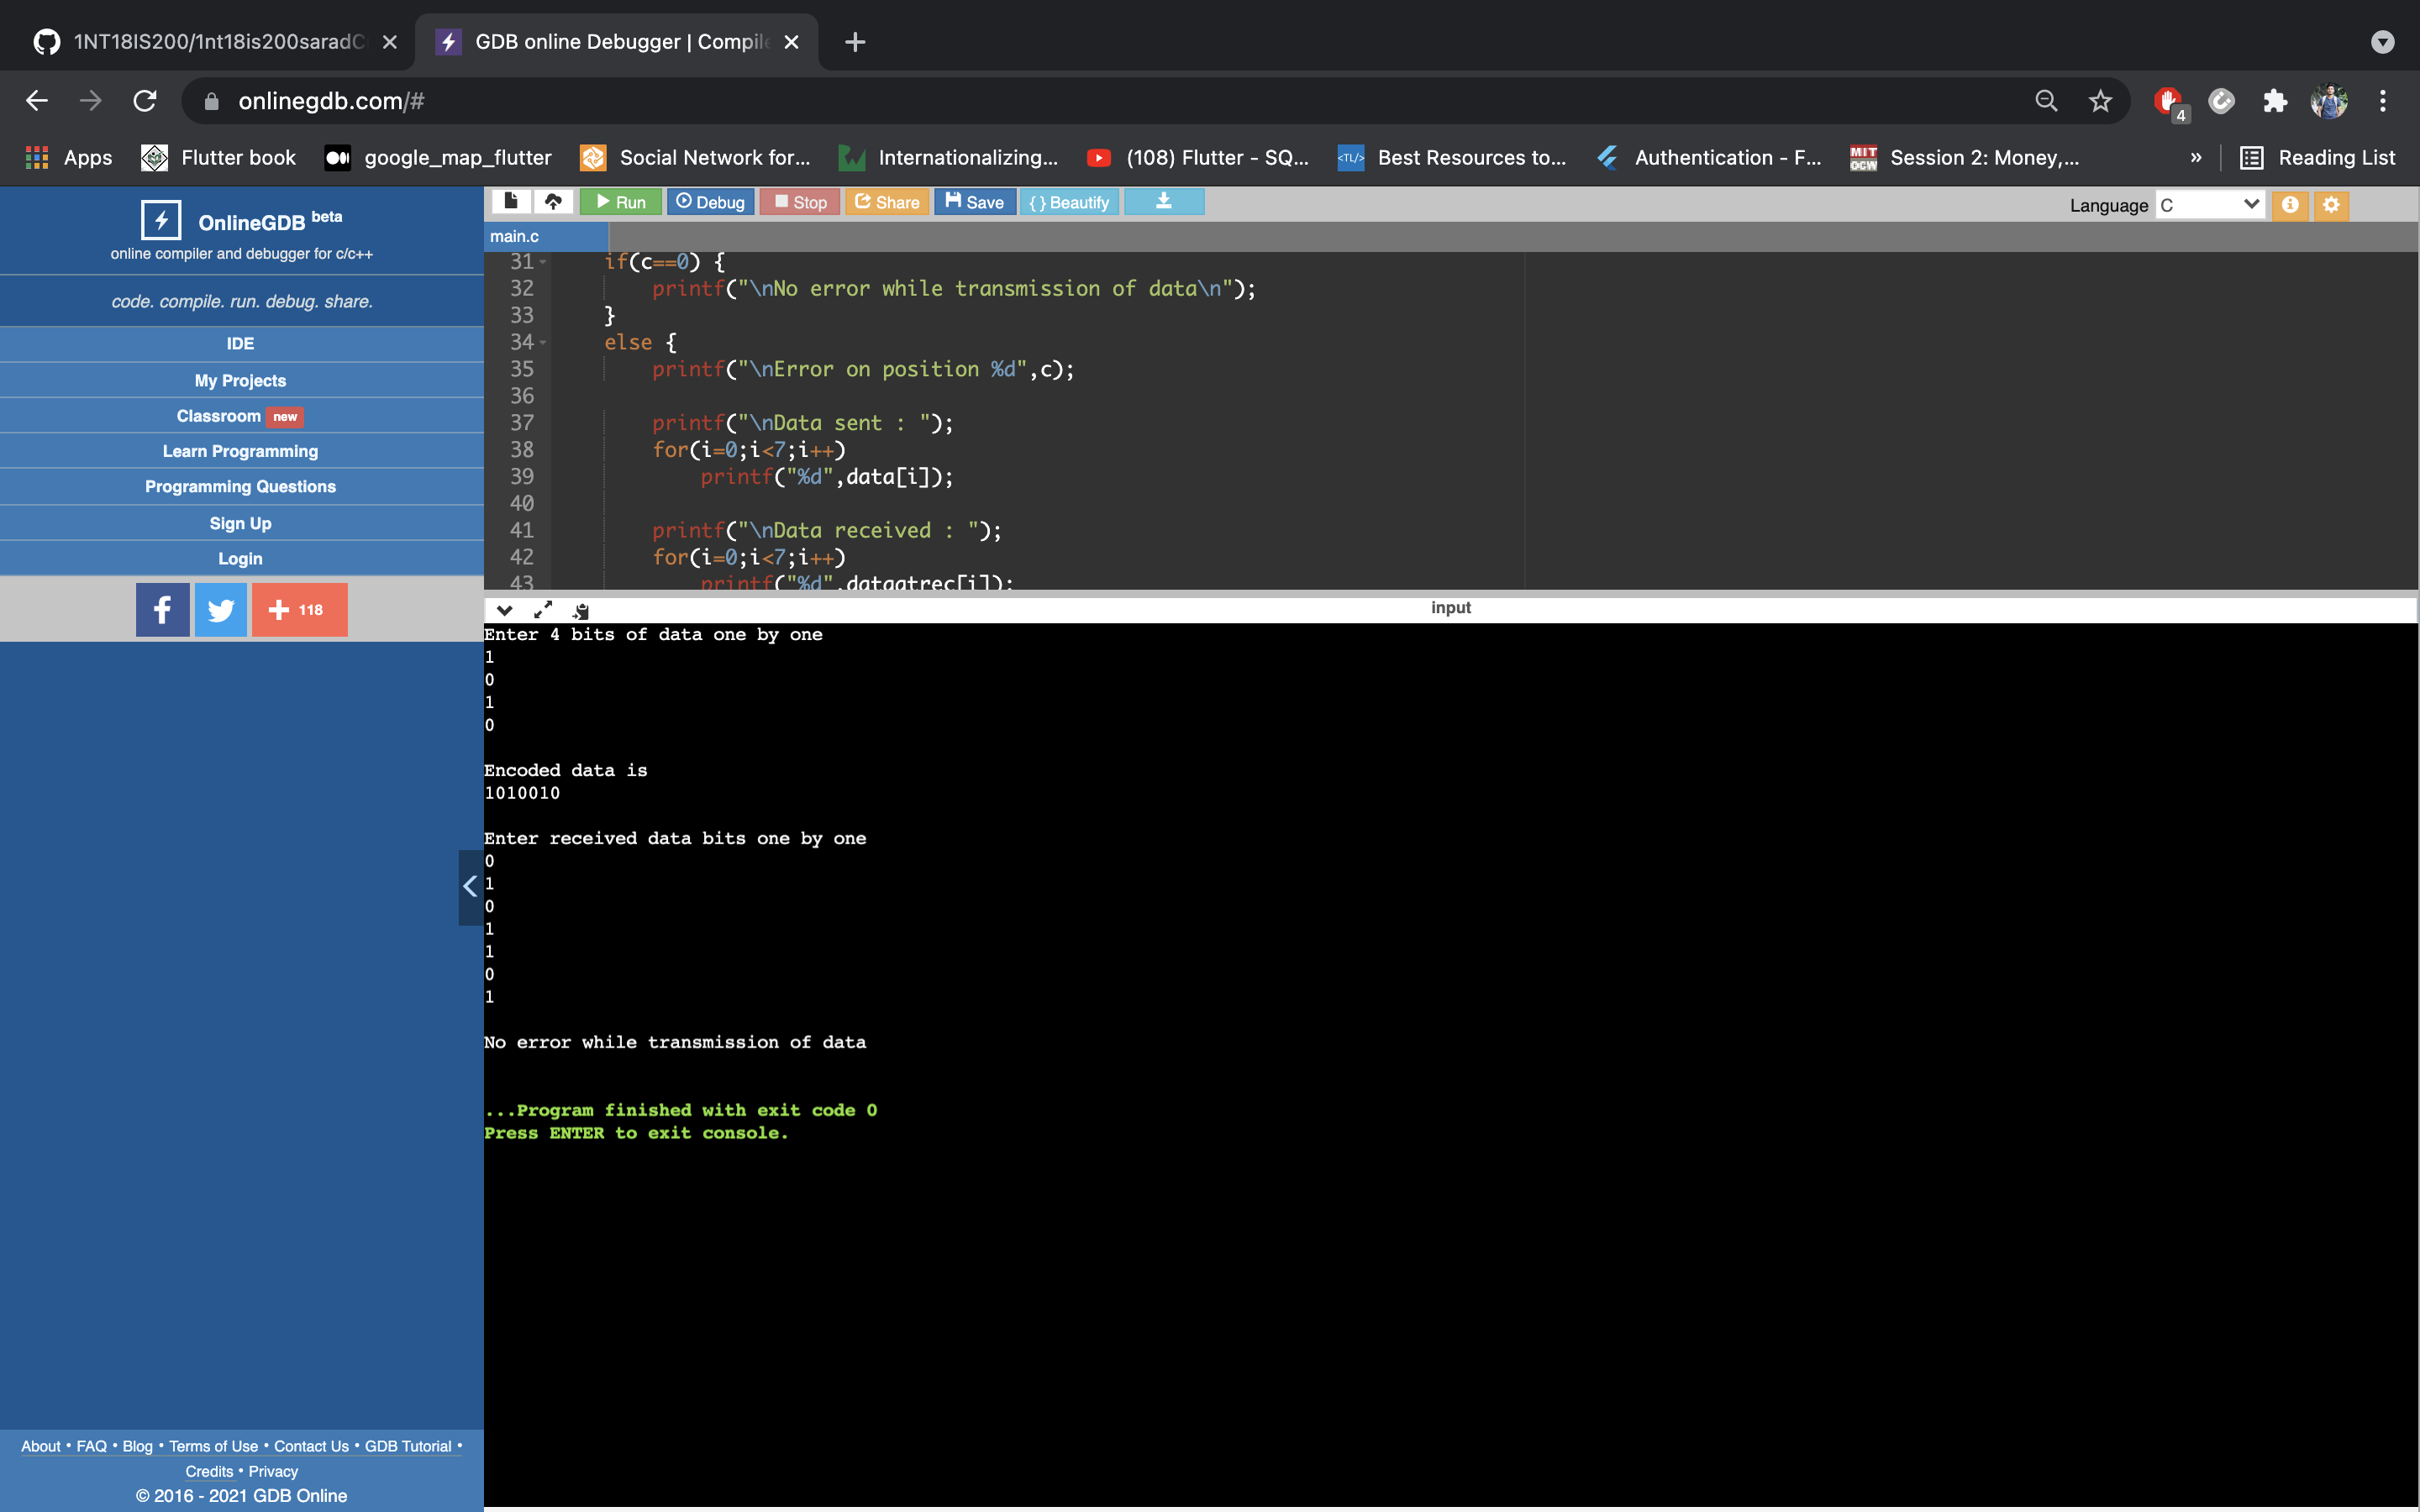 1NT18IS200/1nt18is200saradC
GDB online Debugger | Compile
onlinegdb.com/#
4
Apps
Flutter book
google_map_flutter
Social Network for...
Internationalizing...
(108) Flutter - SQ...
<TL/>
Best Resources to...
Authentication - F...
MIT
OCW
Session 2: Money,...
»
Reading List
OnlineGDB beta
online compiler and debugger for c/c++
code. compile. run. debug. share.
IDE
My Projects
Classroom new
Learn Programming
Programming Questions
Sign Up
Login
f
+ 118
About • FAQ • Blog • Terms of Use • Contact Us • GDB Tutorial •
Credits • Privacy
© 2016 - 2021 GDB Online
Run
Debug
Stop
Share
Save
{ } Beautify
Language C
main.c
31 if(c==0) {
32 printf("\nNo error while transmission of data\n");
33 }
34 else {
35 printf("\nError on position %d",c);
36
37 printf("\nData sent : ");
38 for(i=0;i<7;i++)
39 printf("%d",data[i]);
40
41 printf("\nData received : ");
42 for(i=0;i<7;i++)
43 printf("%d",dataatrec[i]);
input
Enter 4 bits of data one by one
1
0
1
0
Encoded data is
1010010
Enter received data bits one by one
0
1
0
1
1
0
1
No error while transmission of data
...Program finished with exit code 0
Press ENTER to exit console.